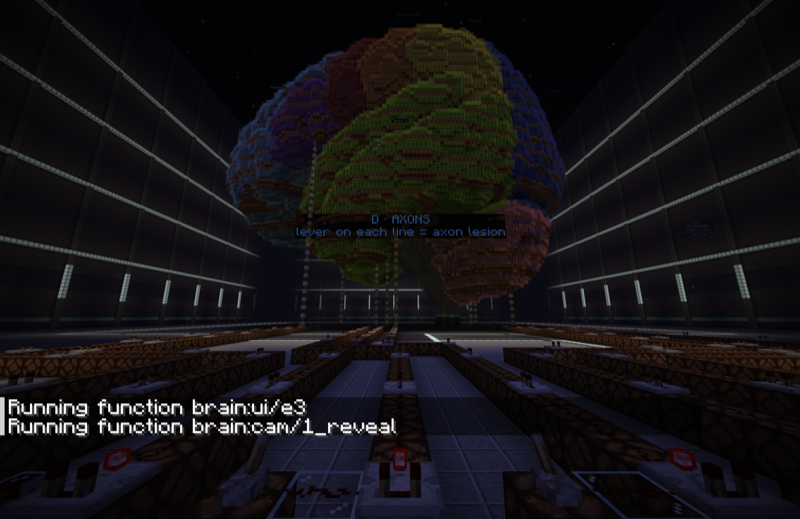 D - AXONS
lever on each line = axon lesion
Running function brain:ui/e3
Running function brain:cam/1_reveal